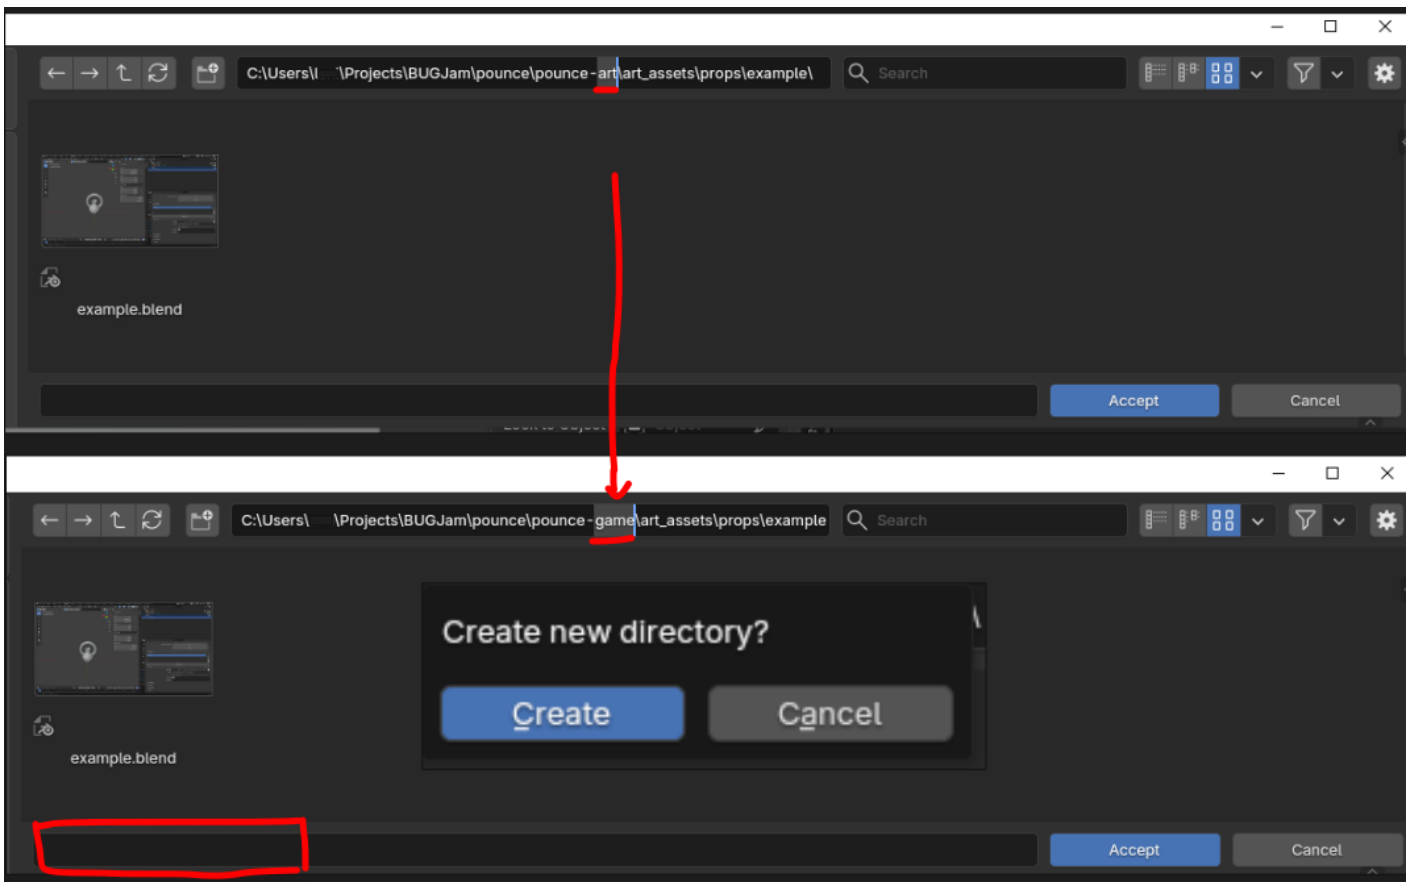 C:\Users\I \Projects\BUGJam\pounce\pounce-art\art_assets\props\example\
Search
example.blend
Accept
Cancel
C:\Users\ \Projects\BUGJam\pounce\pounce-game\art_assets\props\example
Search
Create new directory?
Create
Cancel
example.blend
Accept
Cancel